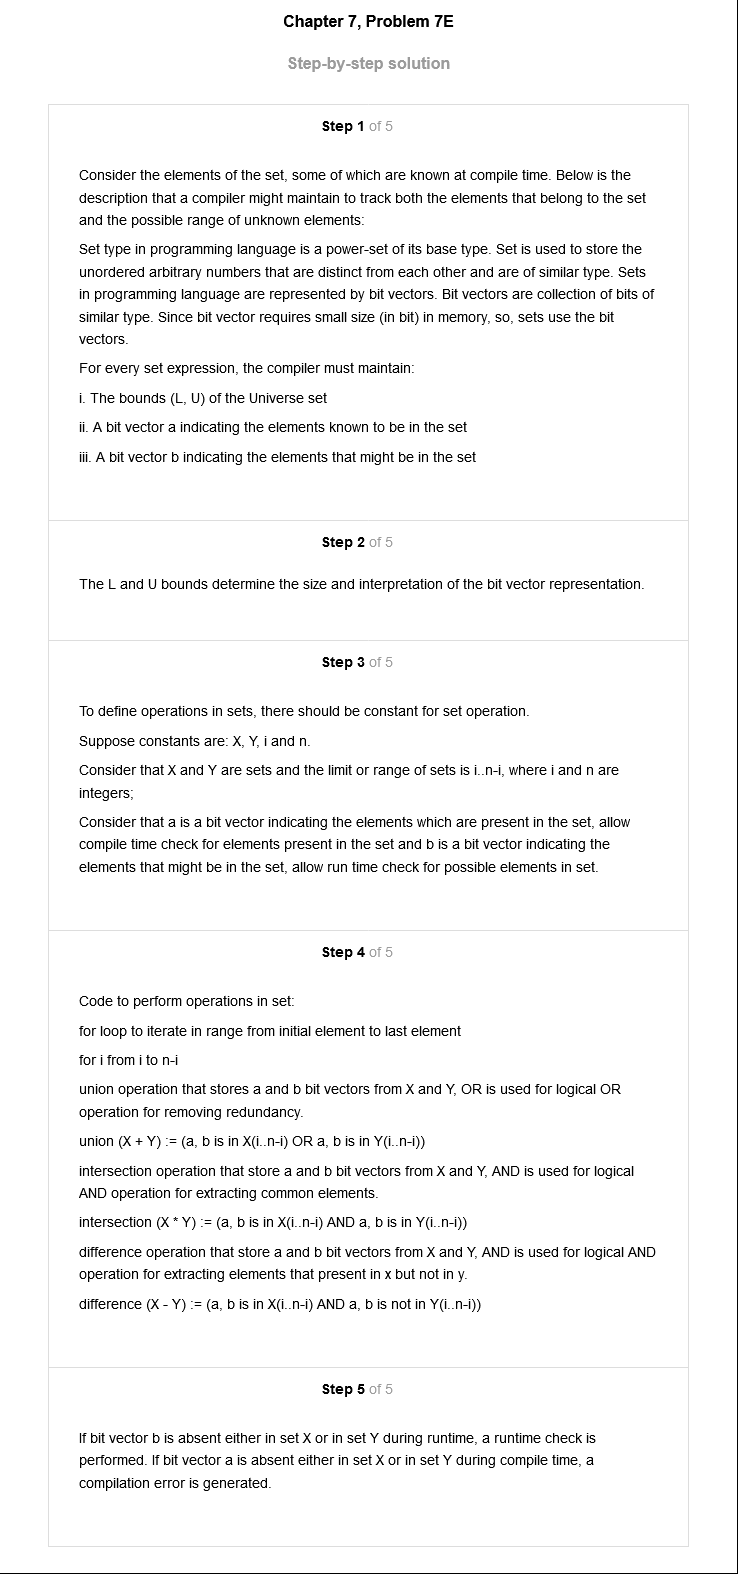 Chapter 7, Problem 7E
Step-by-step solution
Step 1 of 5
Consider the elements of the set, some of which are known at compile time. Below is the
description that a compiler might maintain to track both the elements that belong to the set
and the possible range of unknown elements:
Set type in programming language is a power-set of its base type. Set is used to store the
unordered arbitrary numbers that are distinct from each other and are of similar type. Sets
in programming language are represented by bit vectors. Bit vectors are collection of bits of
similar type. Since bit vector requires small size (in bit) in memory, so, sets use the bit
vectors.
For every set expression, the compiler must maintain:
i. The bounds (L, U) of the Universe set
ii. A bit vector a indicating the elements known to be in the set
iii. A bit vector b indicating the elements that might be in the set
Step 2 of 5
The L and U bounds determine the size and interpretation of the bit vector representation.
Step 3 of 5
To define operations in sets, there should be constant for set operation.
Suppose constants are: X, Y, i and n.
Consider that X and Y are sets and the limit or range of sets is i..n-i, where i and n are
integers;
Consider that a is a bit vector indicating the elements which are present in the set, allow
compile time check for elements present in the set and b is a bit vector indicating the
elements that might be in the set, allow run time check for possible elements in set.
Step 4 of 5
Code to perform operations in set:
for loop to iterate in range from initial element to last element
for i from i to n-i
union operation that stores a and b bit vectors from X and Y, OR is used for logical OR
operation for removing redundancy.
union (X + Y) := (a, b is in X(i..n-i) OR a, b is in Y(i..n-i))
intersection operation that store a and b bit vectors from X and Y, AND is used for logical
AND operation for extracting common elements.
intersection (X * Y) := (a, b is in X(i..n-i) AND a, b is in Y(i..n-i))
difference operation that store a and b bit vectors from X and Y, AND is used for logical AND
operation for extracting elements that present in x but not in y.
difference (X - Y) := (a, b is in X(i..n-i) AND a, b is not in Y(i..n-i))
Step 5 of 5
If bit vector b is absent either in set X or in set Y during runtime, a runtime check is
performed. If bit vector a is absent either in set X or in set Y during compile time, a
compilation error is generated.